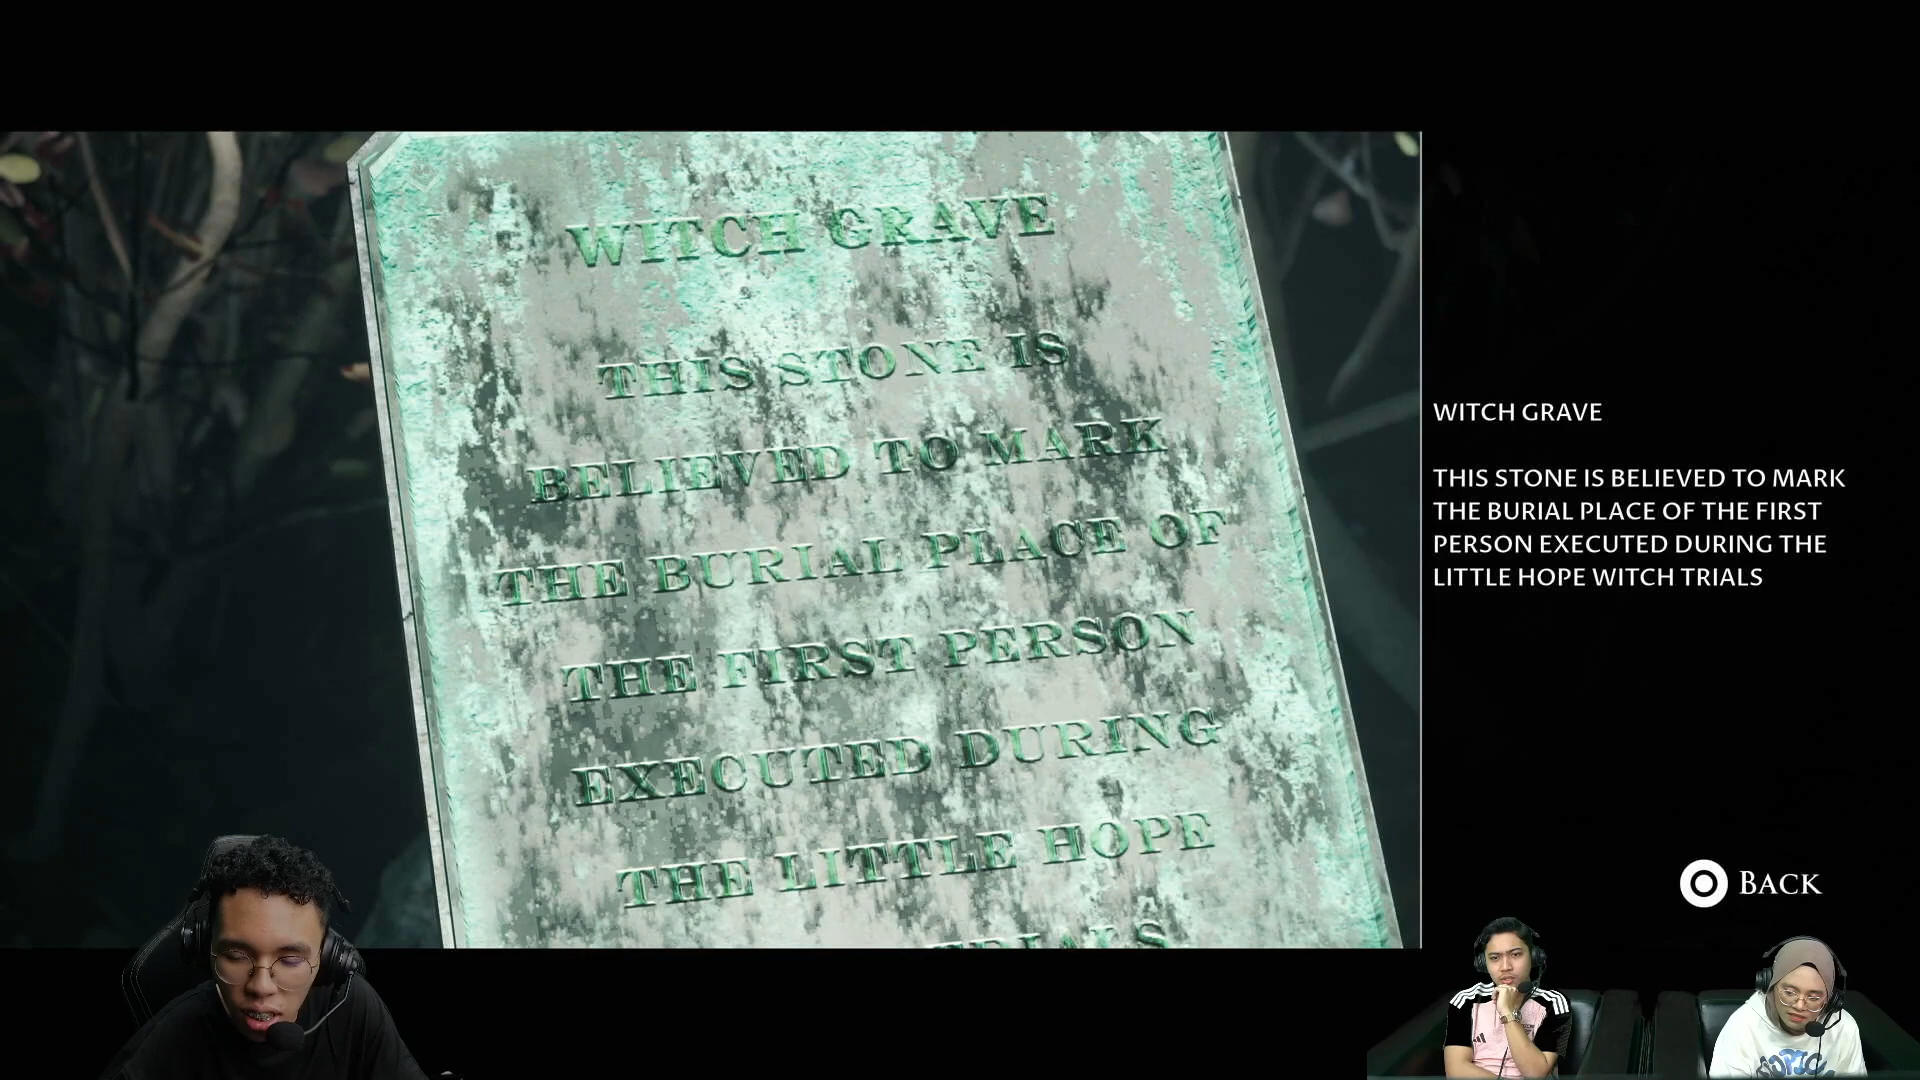 WITCH GRAVE
THIS STONE IS
BELIEVED TO MARK
THE BURIAL PLACE OF
THE FIRST PERSON
EXECUTED DURING
THE LITTLE HOPE
TRIALS
WITCH GRAVE
THIS STONE IS BELIEVED TO MARK
THE BURIAL PLACE OF THE FIRST
PERSON EXECUTED DURING THE
LITTLE HOPE WITCH TRIALS
BACK